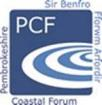 Sir Benfro
Fforwm Arfordir
PCF
Pembrokeshire
Coastal Forum